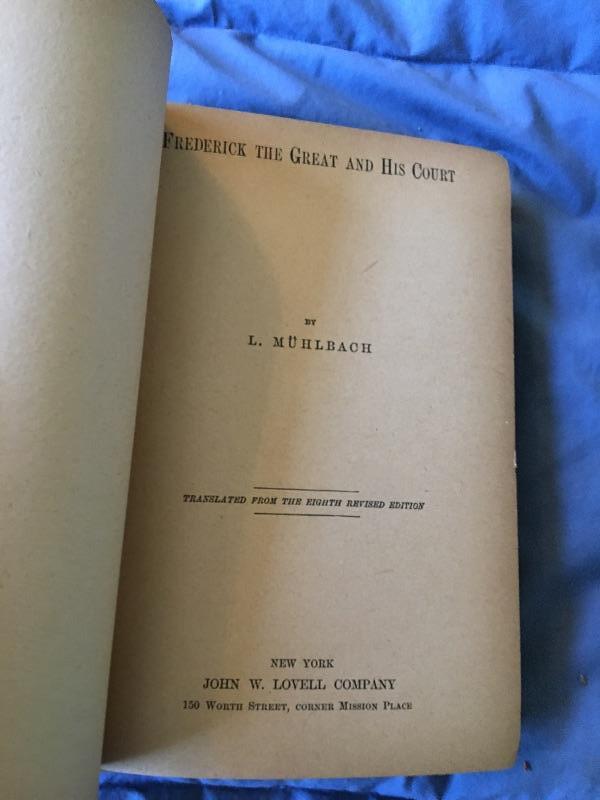 FREDERICK THE GREAT AND HIS COURT
BY
L. MÜHLBACH
TRANSLATED FROM THE EIGHTH REVISED EDITION
NEW YORK
JOHN W. LOVELL COMPANY
150 WORTH STREET, CORNER MISSION PLACE